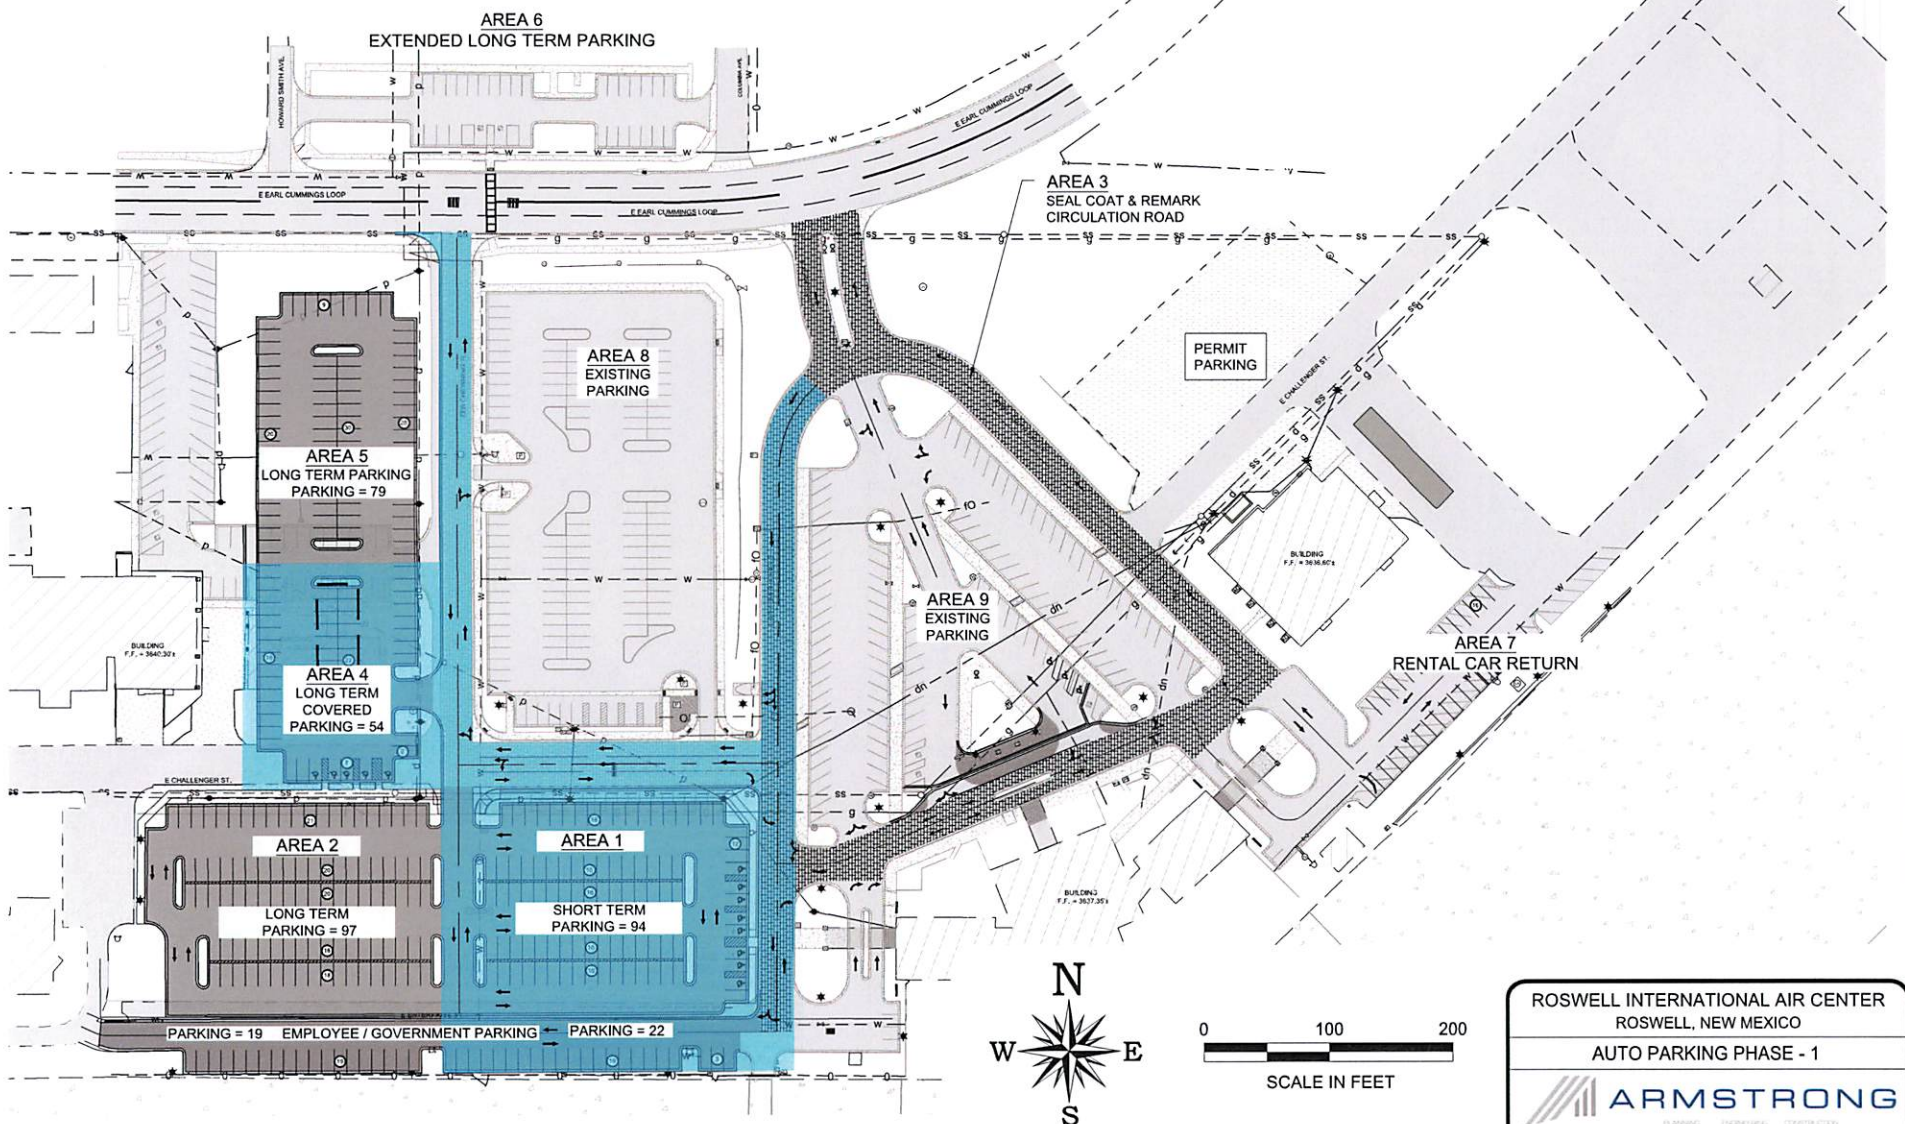 AREA 6
EXTENDED LONG TERM PARKING
HOWARD SMITH AVE.
COLUMBIA AVE.
E EARL CUMMINGS LOOP
E EARL CUMMINGS LOOP
E EARL CUMMINGS LOOP
AREA 3
SEAL COAT & REMARK
CIRCULATION ROAD
PERMIT
PARKING
E CHALLENGER ST.
AREA 8
EXISTING
PARKING
AREA 5
LONG TERM PARKING
PARKING = 79
AREA 9
EXISTING
PARKING
BUILDING
AREA 7
RENTAL CAR RETURN
BUILDING
AREA 4
LONG TERM
COVERED
PARKING = 54
E CHALLENGER ST.
AREA 2
LONG TERM
PARKING = 97
AREA 1
SHORT TERM
PARKING = 94
BUILDING
PARKING = 19 EMPLOYEE / GOVERNMENT PARKING PARKING = 22
N
W E
S
0 100 200
SCALE IN FEET
ROSWELL INTERNATIONAL AIR CENTER
ROSWELL, NEW MEXICO
AUTO PARKING PHASE - 1
ARMSTRONG